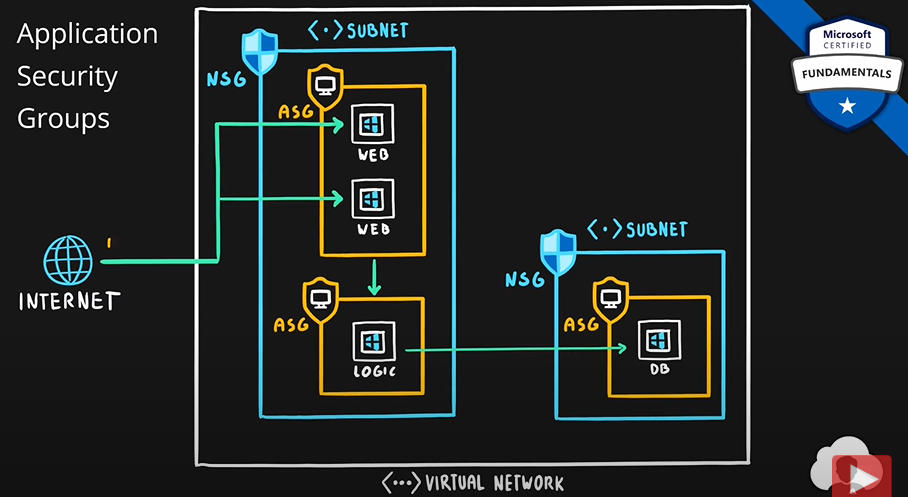 Application
Security
Groups
Microsoft
CERTIFIED
FUNDAMENTALS
<·> SUBNET
NSG
ASG
WEB
WEB
INTERNET
ASG
LOGIC
<·> SUBNET
NSG
ASG
DB
<···> VIRTUAL NETWORK